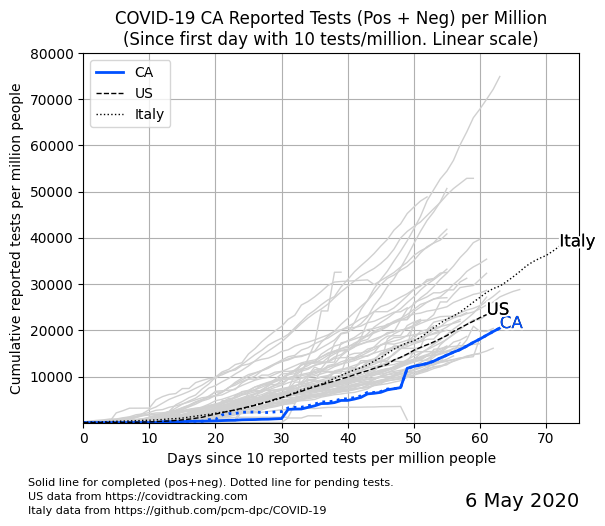 COVID-19 CA Reported Tests (Pos + Neg) per Million
(Since first day with 10 tests/million. Linear scale)
Cumulative reported tests per million people
80000
70000
60000
50000
40000
30000
20000
10000
CA
US
Italy
Italy
US
CA
0 10 20 30 40 50 60 70
Days since 10 reported tests per million people
Solid line for completed (pos+neg). Dotted line for pending tests.
US data from https://covidtracking.com
Italy data from https://github.com/pcm-dpc/COVID-19
6 May 2020